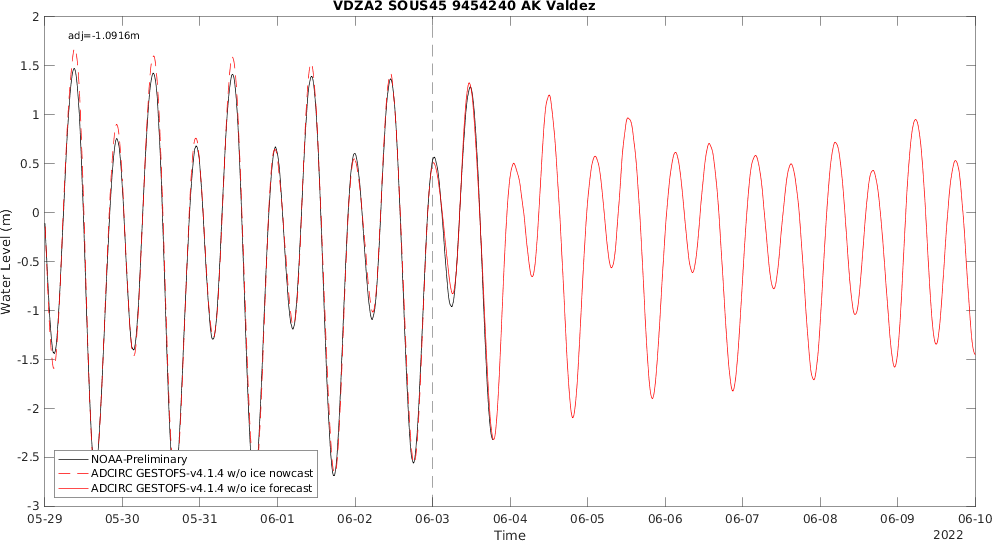 VDZA2 SOUS45 9454240 AK Valdez
adj=-1.0916m
2
1.5
1
0.5
0
-0.5
-1
-1.5
-2
-2.5
-3
Water Level (m)
NOAA-Preliminary
ADCIRC GESTOFS-v4.1.4 w/o ice nowcast
ADCIRC GESTOFS-v4.1.4 w/o ice forecast
05-29 05-30 05-31 06-01 06-02 06-03 06-04 06-05 06-06 06-07 06-08 06-09 06-10
Time
2022